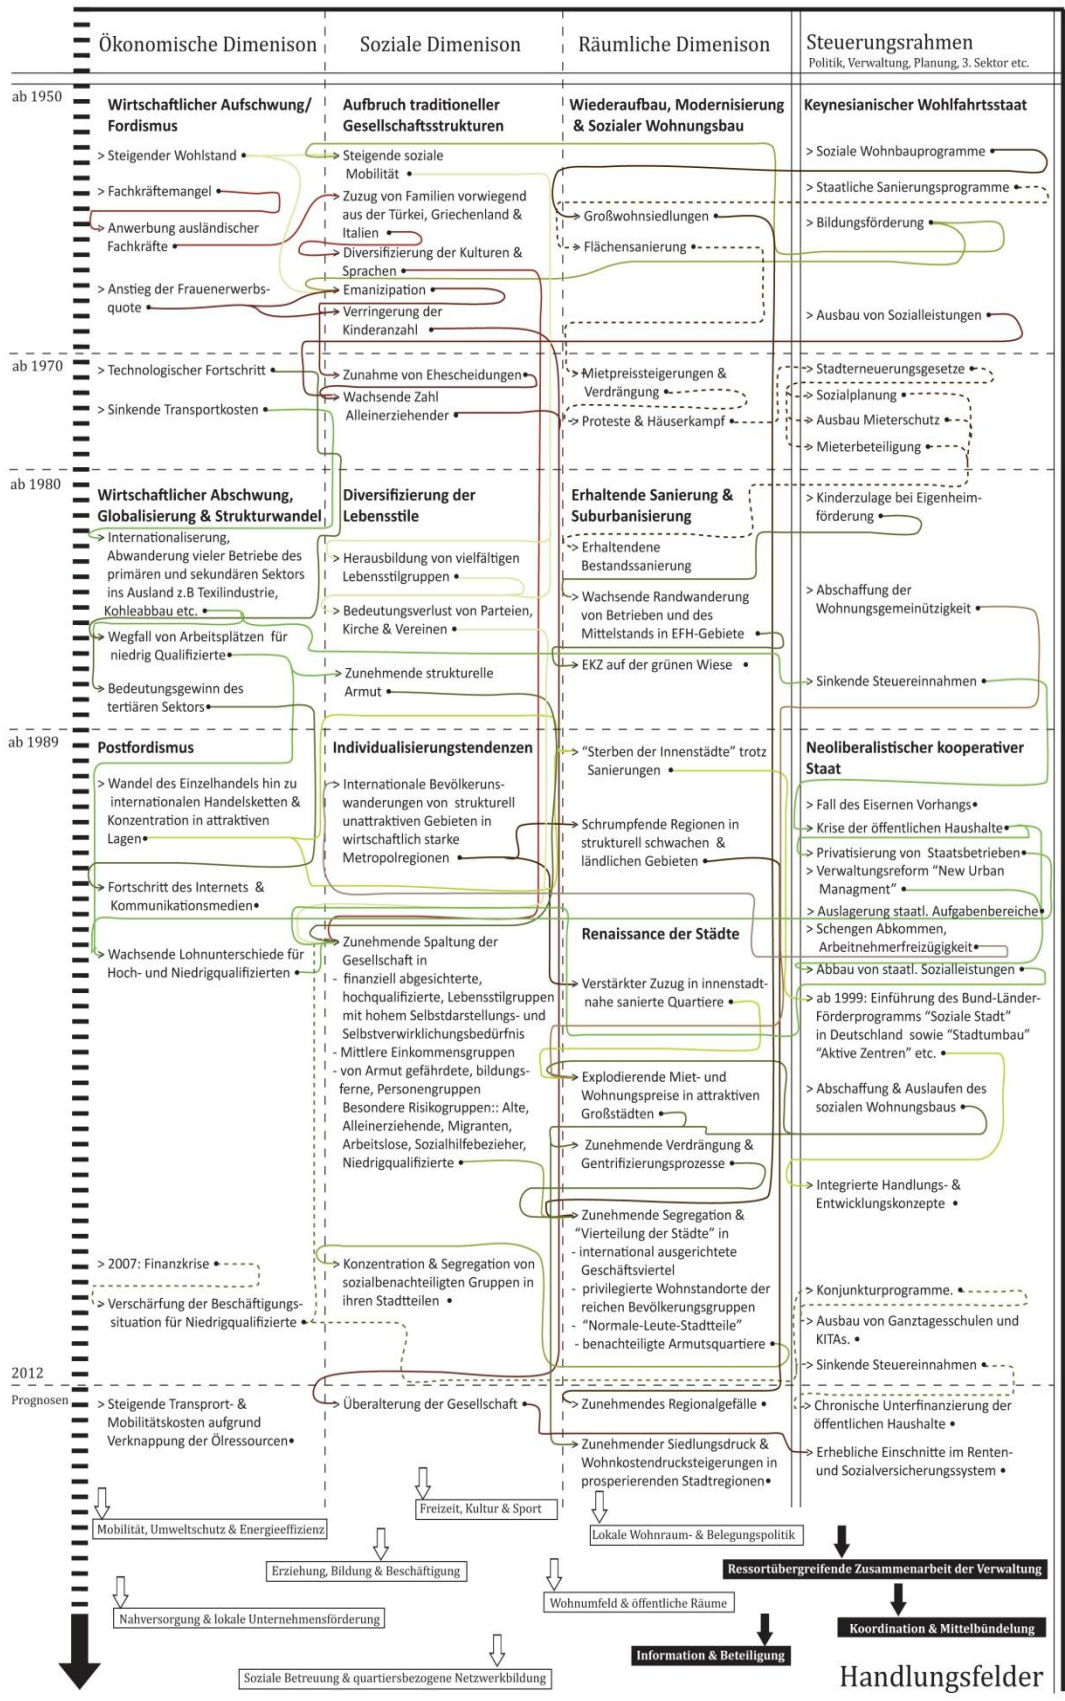 Ökonomische Dimenison
Soziale Dimenison
Räumliche Dimenison
Steuerungsrahmen
Politik, Verwaltung, Planung, 3. Sektor etc.
ab 1950
Wirtschaftlicher Aufschwung/
Fordismus
> Steigender Wohlstand
> Fachkräftemangel
> Anwerbung ausländischer
Fachkräfte
> Anstieg der Frauenerwerbs-
quote
Aufbruch traditioneller
Gesellschaftsstrukturen
> Steigende soziale
Mobilität
> Zuzug von Familien vorwiegend
aus der Türkei, Griechenland &
Italien
> Diversifizierung der Kulturen &
Sprachen
> Emanizipation
> Verringerung der
Kinderanzahl
Wiederaufbau, Modernisierung
& Sozialer Wohnungsbau
> Großwohnsiedlungen
> Flächensanierung
Keynesianischer Wohlfahrtsstaat
> Soziale Wohnbauprogramme
> Staatliche Sanierungsprogramme
> Bildungsförderung
> Ausbau von Sozialleistungen
ab 1970
> Technologischer Fortschritt
> Sinkende Transportkosten
> Zunahme von Ehescheidungen
> Wachsende Zahl
Alleinerziehender
> Mietpreissteigerungen &
Verdrängung
> Proteste & Häuserkampf
> Stadterneuerungsgesetze
> Sozialplanung
> Ausbau Mieterschutz
> Mieterbeteiligung
ab 1980
Wirtschaftlicher Abschwung,
Globalisierung & Strukturwandel
> Internationaliserung,
Abwanderung vieler Betriebe des
primären und sekundären Sektors
ins Ausland z.B Texilindustrie,
Kohleabbau etc.
> Wegfall von Arbeitsplätzen für
niedrig Qualifizierte
> Bedeutungsgewinn des
tertiären Sektors
Diversifizierung der
Lebensstile
> Herausbildung von vielfältigen
Lebensstilgruppen
> Bedeutungsverlust von Parteien,
Kirche & Vereinen
> Zunehmende strukturelle
Armut
Erhaltende Sanierung &
Suburbanisierung
> Erhaltendene
Bestandssanierung
> Wachsende Randwanderung
von Betrieben und des
Mittelstands in EFH-Gebiete
> EKZ auf der grünen Wiese
> Kinderzulage bei Eigenheim-
förderung
> Abschaffung der
Wohnungsgemeinützigkeit
> Sinkende Steuereinnahmen
ab 1989
Postfordismus
> Wandel des Einzelhandels hin zu
internationalen Handelsketten &
Konzentration in attraktiven
Lagen
> Fortschritt des Internets &
Kommunikationsmedien
> Wachsende Lohnunterschiede für
Hoch- und Niedrigqualifizierten
> 2007: Finanzkrise
> Verschärfung der Beschäftigungs-
situation für Niedrigqualifizierte
Individualisierungstendenzen
> Internationale Bevölkerungs-
wanderungen von strukturell
unattraktiven Gebieten in
wirtschaftlich starke
Metropolregionen
> Zunehmende Spaltung der
Gesellschaft in
- finanziell abgesicherte,
hochqualifizierte, Lebensstilgruppen
mit hohem Selbstdarstellungs- und
Selbstverwirklichungsbedürfnis
- Mittlere Einkommensgruppen
- von Armut gefährdete, bildungs-
ferne, Personengruppen
Besondere Risikogruppen:: Alte,
Alleinerziehende, Migranten,
Arbeitslose, Sozialhilfebezieher,
Niedrigqualifizierte
> Konzentration & Segregation von
sozialbenachteiligten Gruppen in
ihren Stadtteilen
> "Sterben der Innenstädte" trotz
Sanierungen
> Schrumpfende Regionen in
strukturell schwachen &
ländlichen Gebieten
Renaissance der Städte
> Verstärkter Zuzug in innenstadt-
nahe sanierte Quartiere
> Explodierende Miet- und
Wohnungspreise in attraktiven
Großstädten
> Zunehmende Verdrängung &
Gentrifizierungsprozesse
> Zunehmende Segregation &
"Vierteilung der Städte" in
- international ausgerichtete
Geschäftsviertel
- privilegierte Wohnstandorte der
reichen Bevölkerungsgruppen
- "Normale-Leute-Stadtteile"
- benachteiligte Armutsquartiere
Neoliberalistischer kooperativer
Staat
> Fall des Eisernen Vorhangs
> Krise der öffentlichen Haushalte
> Privatisierung von Staatsbetrieben
> Verwaltungsreform "New Urban
Managment"
> Auslagerung staatl. Aufgabenbereiche
> Schengen Abkommen,
Arbeitnehmerfreizügigkeit
> Abbau von staatl. Sozialleistungen
> ab 1999: Einführung des Bund-Länder-
Förderprogramms "Soziale Stadt"
in Deutschland sowie "Stadtumbau"
"Aktive Zentren" etc.
> Abschaffung & Auslaufen des
sozialen Wohnungsbaus
> Integrierte Handlungs- &
Entwicklungskonzepte
> Konjunkturprogramme.
> Ausbau von Ganztagesschulen und
KITAs.
> Sinkende Steuereinnahmen
2012
Prognosen
> Steigende Transprort- &
Mobilitätskosten aufgrund
Verknappung der Ölressourcen
> Überalterung der Gesellschaft
> Zunehmendes Regionalgefälle
> Zunehmender Siedlungsdruck &
Wohnkostendrucksteigerungen in
prosperierenden Stadtregionen
> Chronische Unterfinanzierung der
öffentlichen Haushalte
> Erhebliche Einschnitte im Renten-
und Sozialversicherungssystem
Freizeit, Kultur & Sport
Mobilität, Umweltschutz & Energieeffizienz
Lokale Wohnraum- & Belegungspolitik
Erziehung, Bildung & Beschäftigung
Ressortübergreifende Zusammenarbeit der Verwaltung
Wohnumfeld & öffentliche Räume
Nahversorgung & lokale Unternehmensförderung
Koordination & Mittelbündelung
Information & Beteiligung
Soziale Betreuung & quartiersbezogene Netzwerkbildung
Handlungsfelder